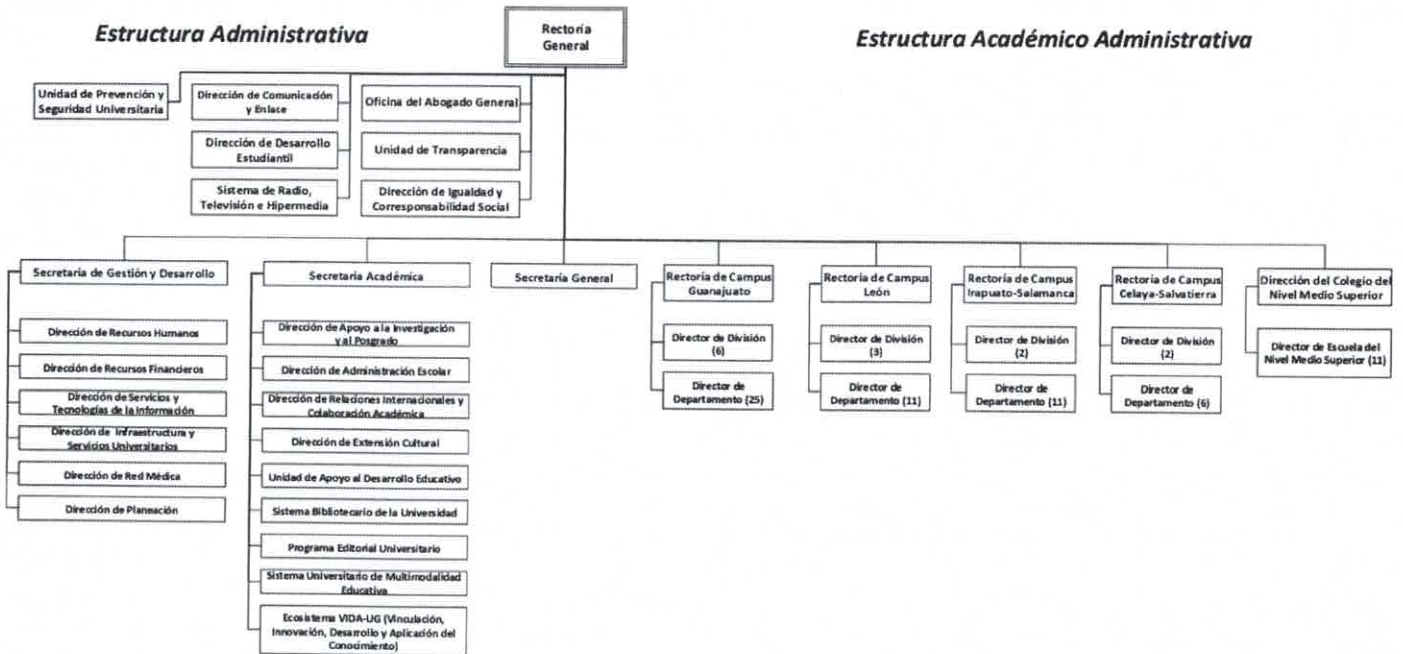 Estructura Administrativa
Rectoría
General
Estructura Académico Administrativa
Unidad de Prevención y
Seguridad Universitaria
Dirección de Comunicación
y Enlace
Oficina del Abogado General
Dirección de Desarrollo
Estudiantil
Unidad de Transparencia
Sistema de Radio,
Televisión e Hipermedia
Dirección de Igualdad y
Corresponsabilidad Social
Secretaría de Gestión y Desarrollo
Dirección de Recursos Humanos
Dirección de Recursos Financieros
Dirección de Servicios y
Tecnologías de la Información
Dirección de Infraestructura y
Servicios Universitarios
Dirección de Red Médica
Dirección de Planeación
Secretaría Académica
Dirección de Apoyo a la Investigación
y al Posgrado
Dirección de Administración Escolar
Dirección de Relaciones Internacionales y
Colaboración Académica
Dirección de Extensión Cultural
Unidad de Apoyo al Desarrollo Educativo
Sistema Bibliotecario de la Universidad
Programa Editorial Universitario
Sistema Universitario de Multimodalidad
Educativa
Ecosistema VIDA-UG (Vinculación,
Innovación, Desarrollo y Aplicación del
Conocimiento)
Secretaría General
Rectoría de Campus
Guanajuato
Director de División
(6)
Director de
Departamento (25)
Rectoría de Campus
León
Director de División
(3)
Director de
Departamento (11)
Rectoría de Campus
Irapuato-Salamanca
Director de División
(2)
Director de
Departamento (11)
Rectoría de Campus
Celaya-Salvatierra
Director de División
(2)
Director de
Departamento (6)
Dirección del Colegio del
Nivel Medio Superior
Director de Escuela del
Nivel Medio Superior (11)